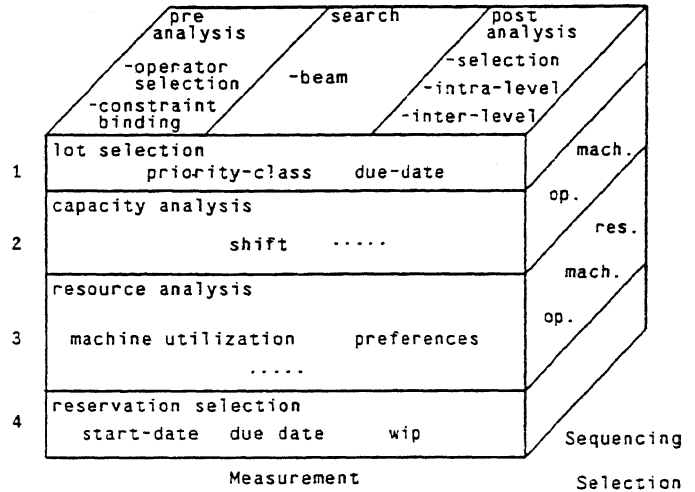 pre
analysis
-operator
selection
-constraint
binding
search
-beam
post
analysis
-selection
-intra-level
-inter-level
1
lot selection
priority-class due-date
2
capacity analysis
shift .....
3
resource analysis
machine utilization preferences
.....
4
reservation selection
start-date due date wip
mach.
op.
res.
mach.
op.
Measurement
Sequencing
Selection